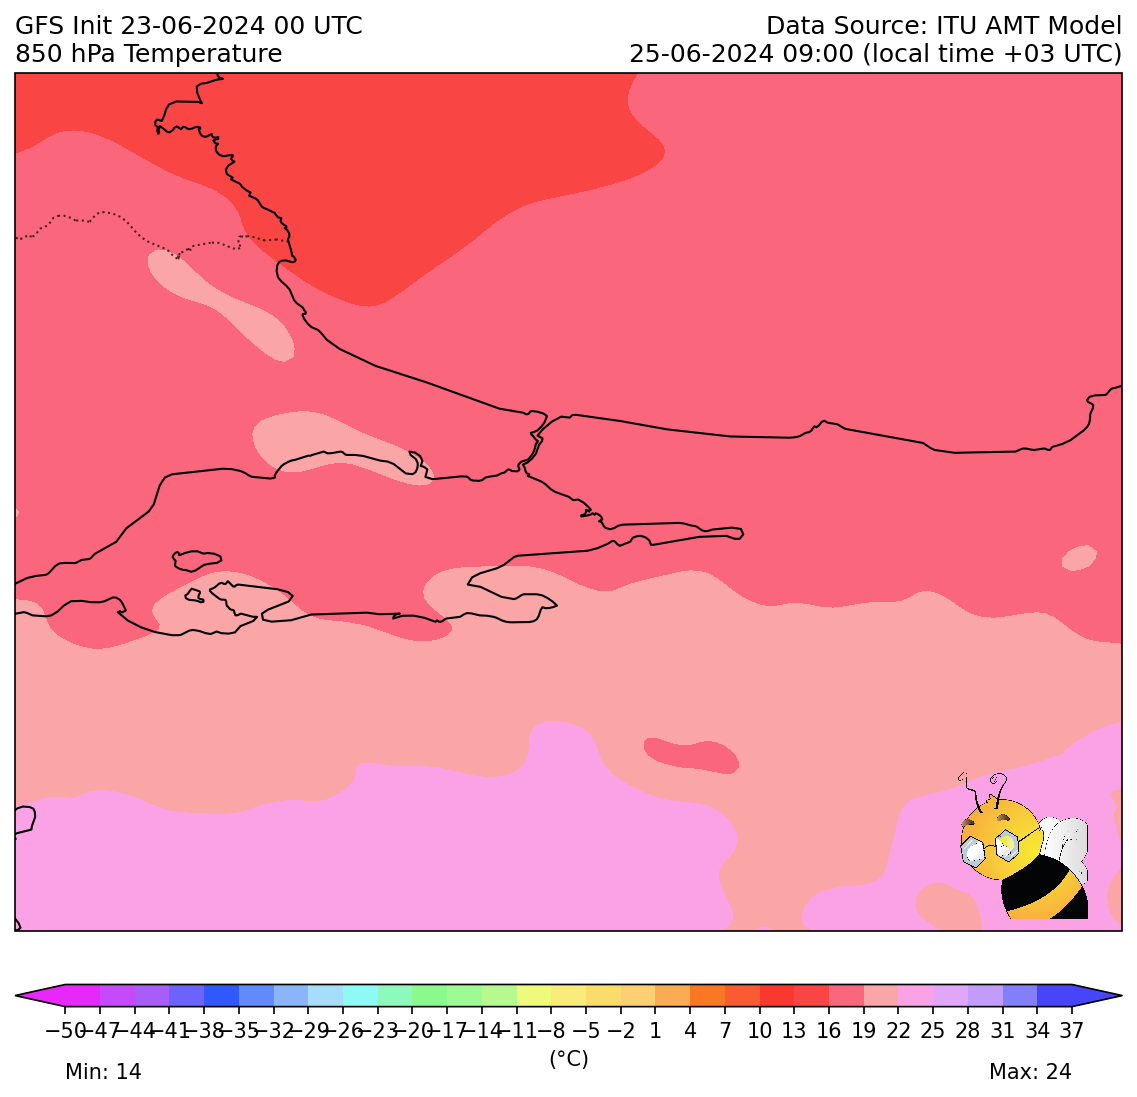 GFS Init 23-06-2024 00 UTC
Data Source: ITU AMT Model
850 hPa Temperature
25-06-2024 09:00 (local time +03 UTC)
−50 −47 −44 −41 −38 −35 −32 −29 −26 −23 −20 −17 −14 −11 −8 −5 −2 1 4 7 10 13 16 19 22 25 28 31 34 37
(°C)
Min: 14
Max: 24